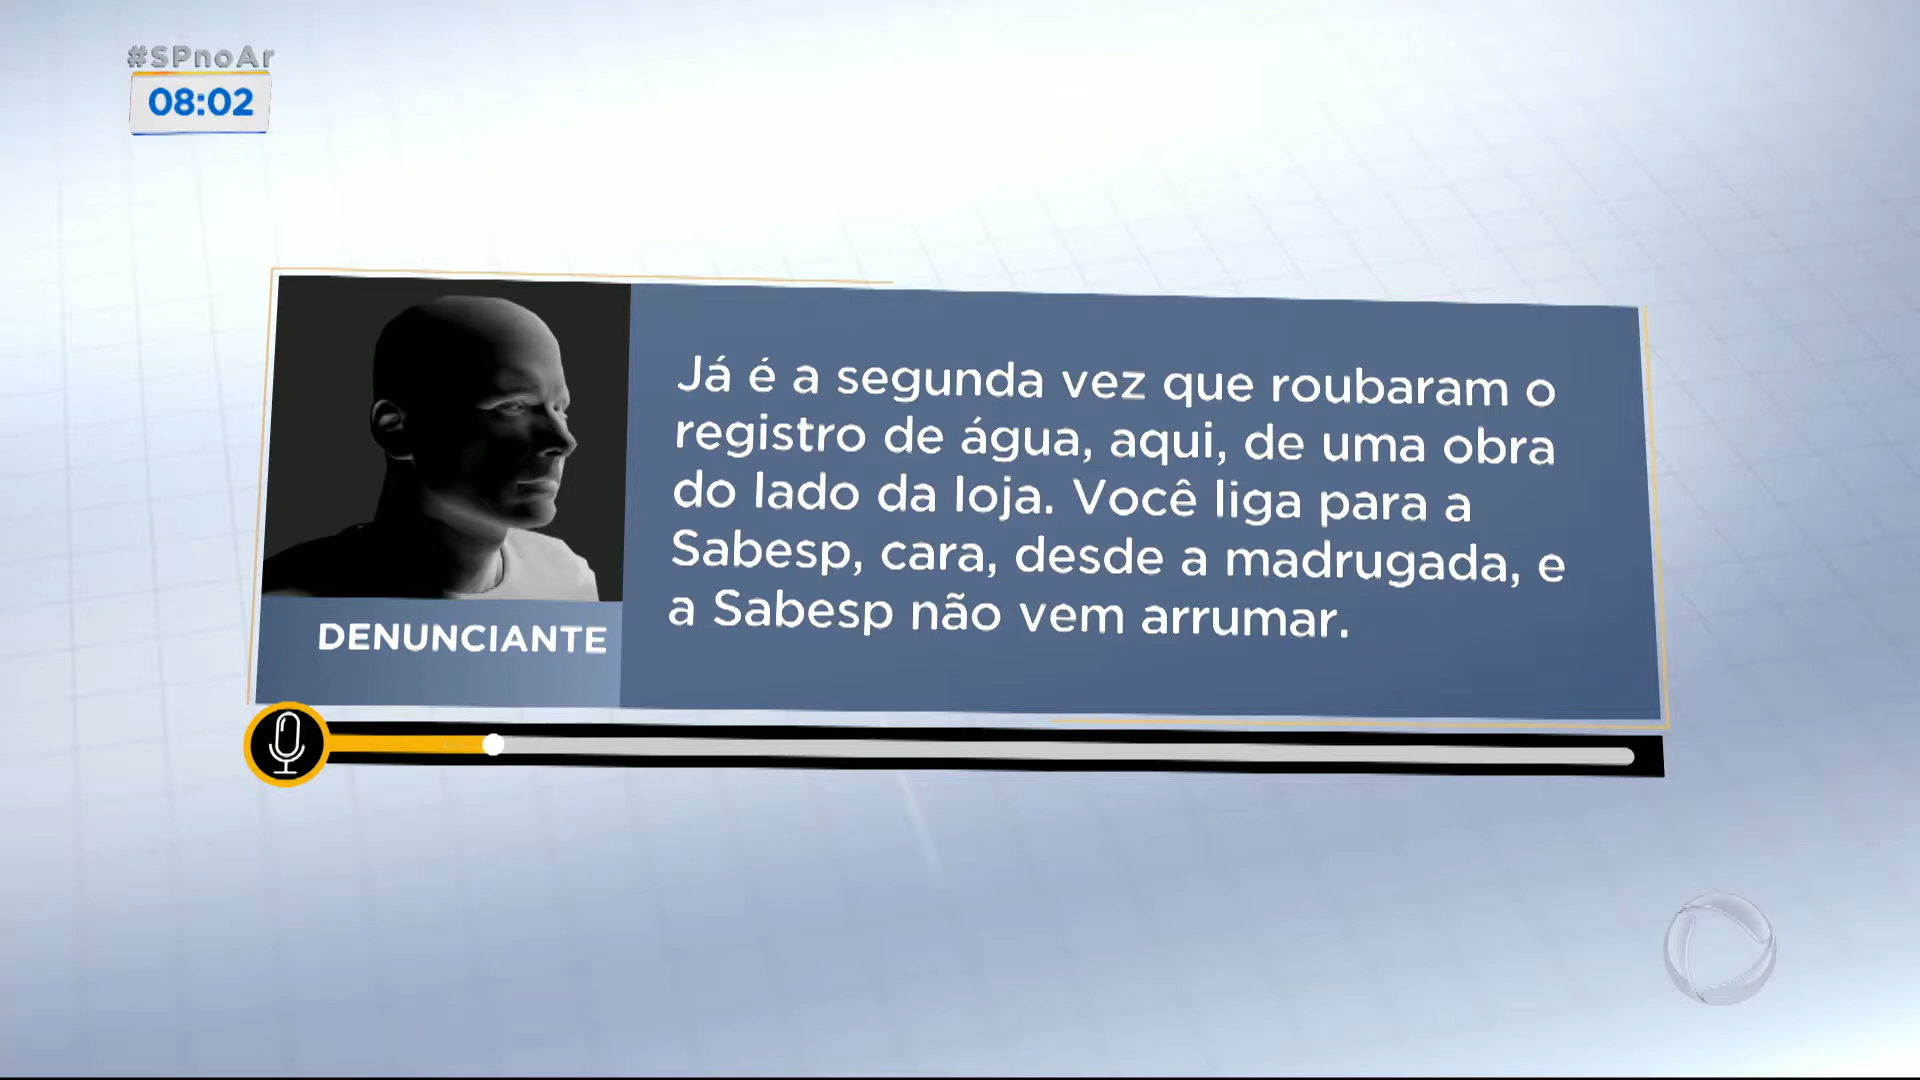 #SPnoAr
08:02
Já é a segunda vez que roubaram o
registro de água, aqui, de uma obra
do lado da loja. Você liga para a
Sabesp, cara, desde a madrugada, e
a Sabesp não vem arrumar.
DENUNCIANTE